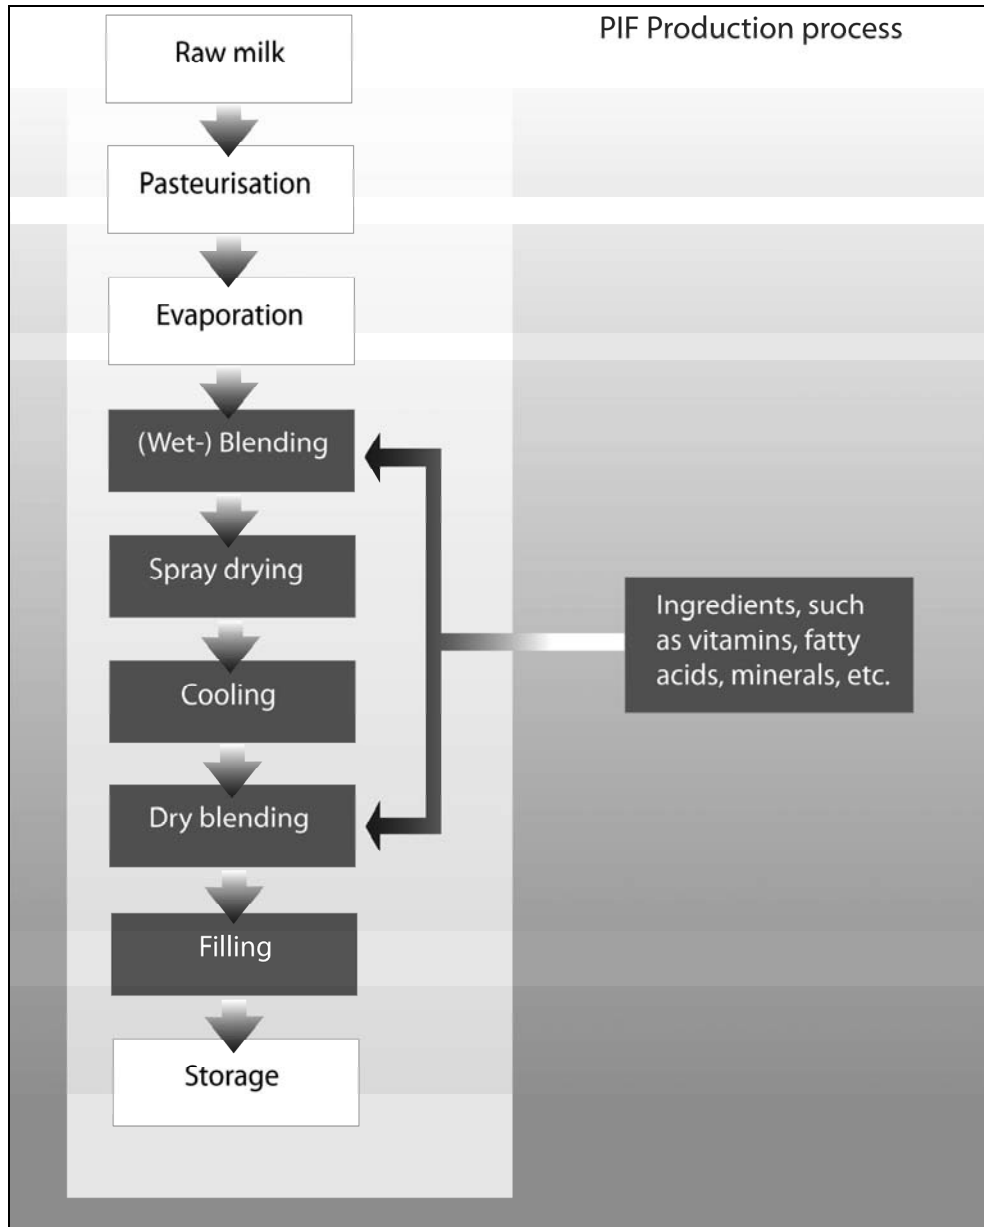 PIF Production process
Raw milk
Pasteurisation
Evaporation
(Wet-) Blending
Spray drying
Cooling
Dry blending
Filling
Storage
Ingredients, such
as vitamins, fatty
acids, minerals, etc.